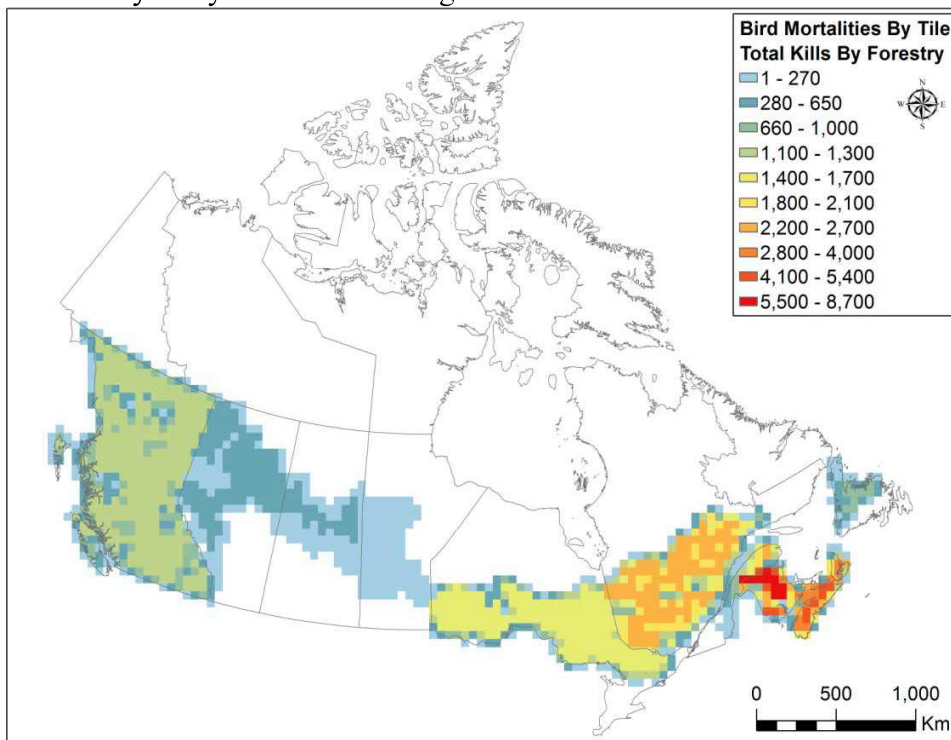 Bird Mortalities By Tile
Total Kills By Forestry
1 - 270
280 - 650
660 - 1,000
1,100 - 1,300
1,400 - 1,700
1,800 - 2,100
2,200 - 2,700
2,800 - 4,000
4,100 - 5,400
5,500 - 8,700
N
W E
S
0 500 1,000
Km